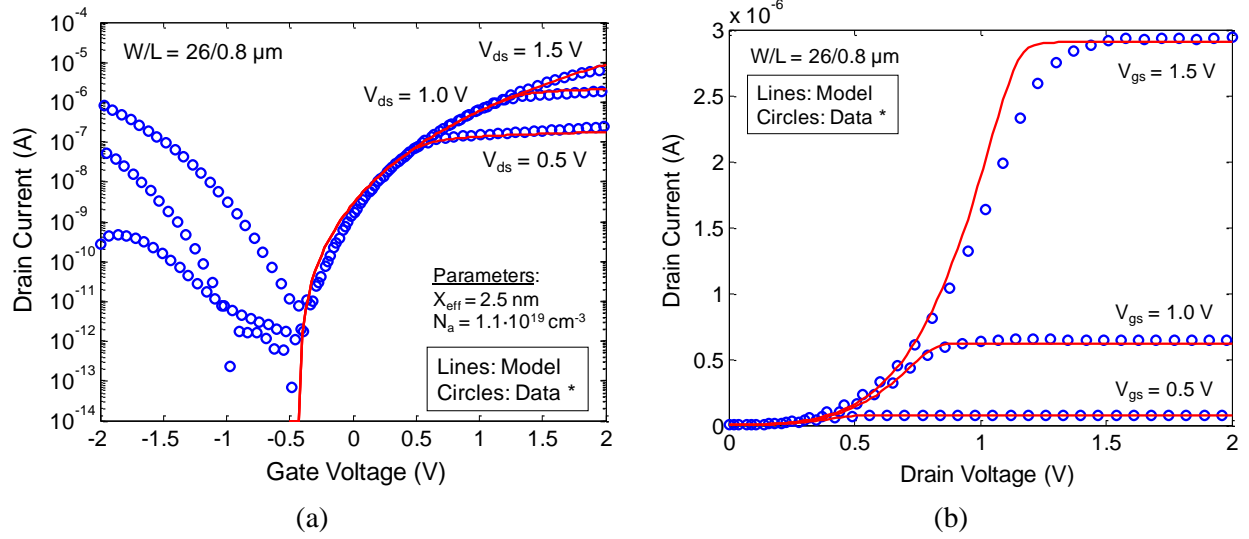 10⁻⁴
10⁻⁵
10⁻⁶
10⁻⁷
10⁻⁸
10⁻⁹
10⁻¹⁰
10⁻¹¹
10⁻¹²
10⁻¹³
10⁻¹⁴
Drain Current (A)
W/L = 26/0.8 µm
V_ds = 1.5 V
V_ds = 1.0 V
V_ds = 0.5 V
Parameters:
X_eff = 2.5 nm
N_a = 1.1·10¹⁹ cm⁻³
Lines: Model
Circles: Data *
-2 -1.5 -1 -0.5 0 0.5 1 1.5 2
Gate Voltage (V)
(a)
x 10⁻⁶
3
2.5
2
1.5
1
0.5
0
Drain Current (A)
W/L = 26/0.8 µm
Lines: Model
Circles: Data *
V_gs = 1.5 V
V_gs = 1.0 V
V_gs = 0.5 V
0 0.5 1 1.5 2
Drain Voltage (V)
(b)